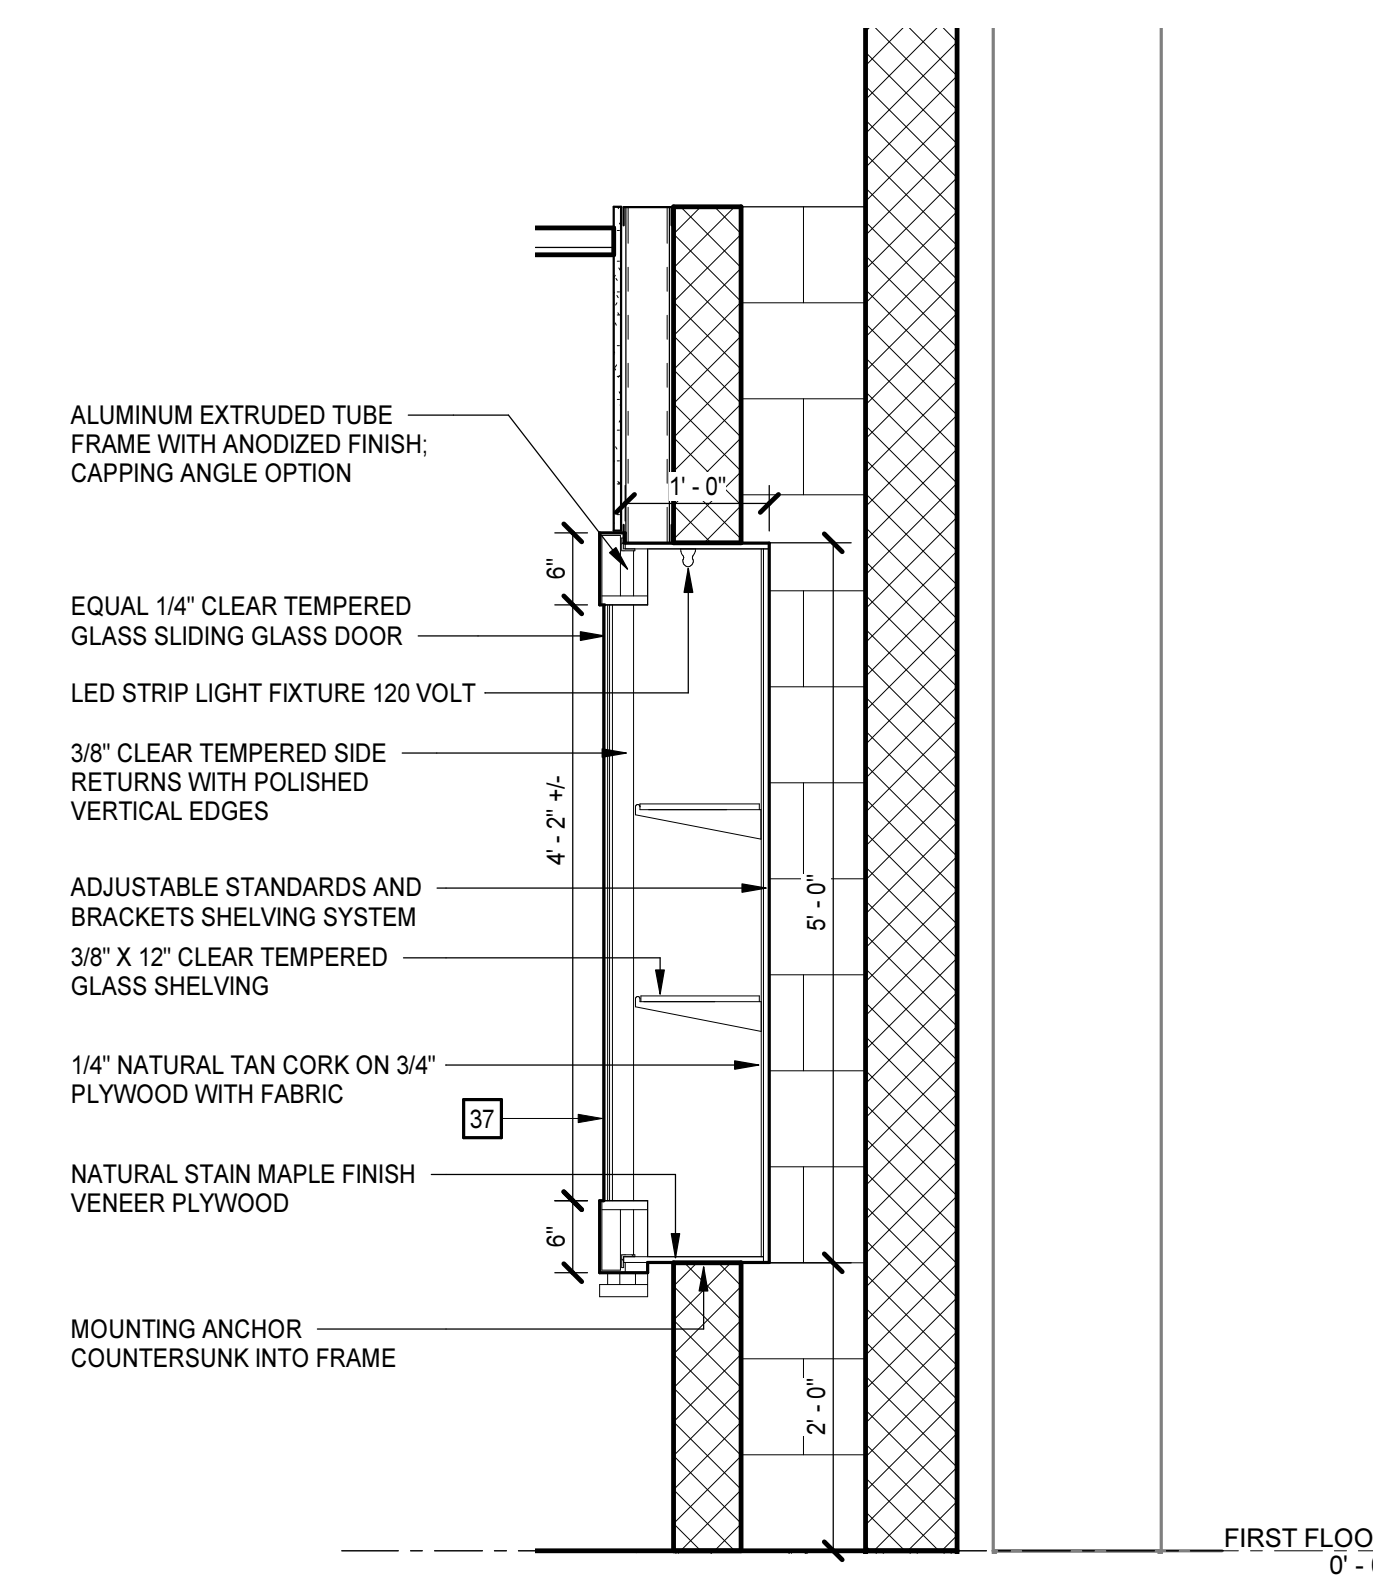 ALUMINUM EXTRUDED TUBE
FRAME WITH ANODIZED FINISH;
CAPPING ANGLE OPTION
1' - 0"
6"
EQUAL 1/4" CLEAR TEMPERED
GLASS SLIDING GLASS DOOR
LED STRIP LIGHT FIXTURE 120 VOLT
3/8" CLEAR TEMPERED SIDE
RETURNS WITH POLISHED
VERTICAL EDGES
4' - 2" +/-
ADJUSTABLE STANDARDS AND
BRACKETS SHELVING SYSTEM
5' - 0"
3/8" X 12" CLEAR TEMPERED
GLASS SHELVING
1/4" NATURAL TAN CORK ON 3/4"
PLYWOOD WITH FABRIC
37
NATURAL STAIN MAPLE FINISH
VENEER PLYWOOD
6"
MOUNTING ANCHOR
COUNTERSUNK INTO FRAME
2' - 0"
FIRST FLOO
0' -